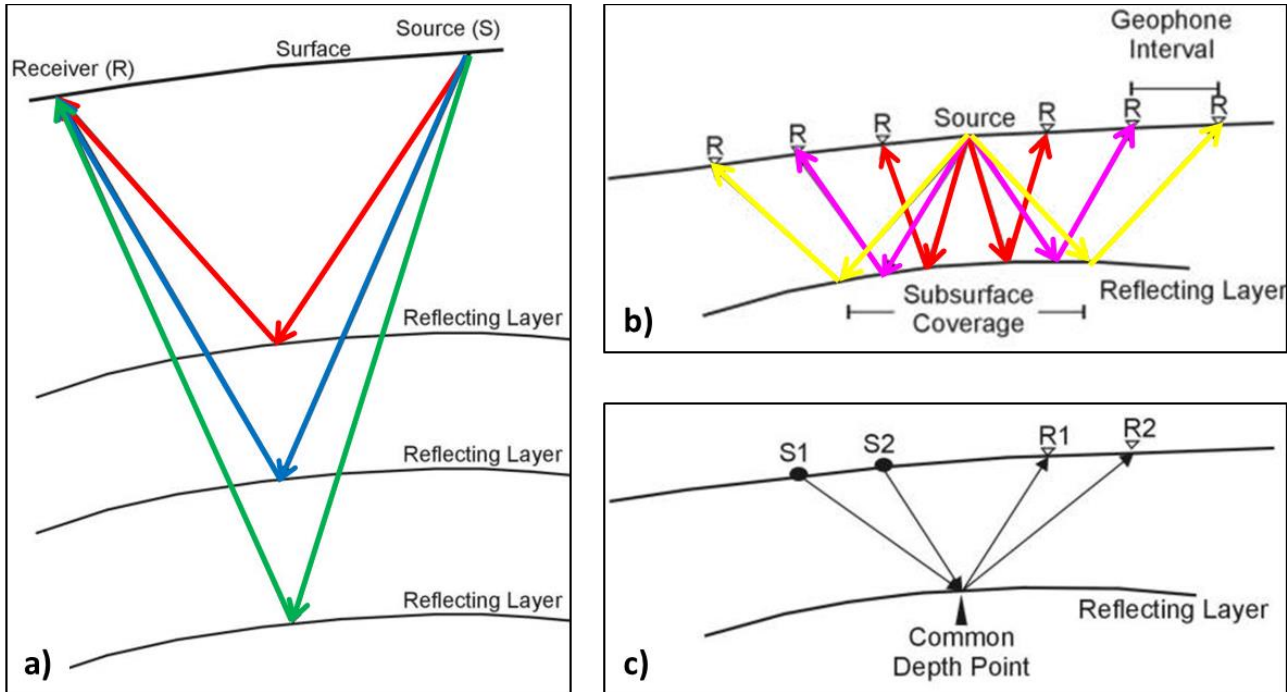 Source (S)
Surface
Receiver (R)
Reflecting Layer
Reflecting Layer
Reflecting Layer
a)
Geophone
Interval
R R R Source R R R
Subsurface
Coverage
Reflecting Layer
b)
S1 S2 R1 R2
Reflecting Layer
Common
Depth Point
c)